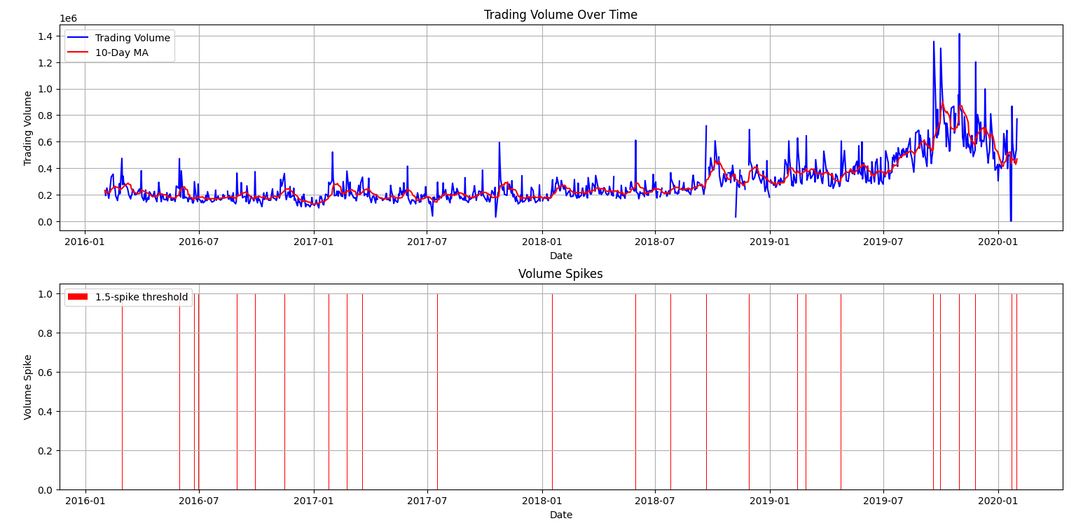 Trading Volume Over Time
1e6
Trading Volume
10-Day MA
1.4
1.2
1.0
0.8
0.6
0.4
0.2
0.0
Trading Volume
2016-01 2016-07 2017-01 2017-07 2018-01 2018-07 2019-01 2019-07 2020-01
Date
Volume Spikes
1.5-spike threshold
1.0
0.8
0.6
0.4
0.2
0.0
Volume Spike
2016-01 2016-07 2017-01 2017-07 2018-01 2018-07 2019-01 2019-07 2020-01
Date